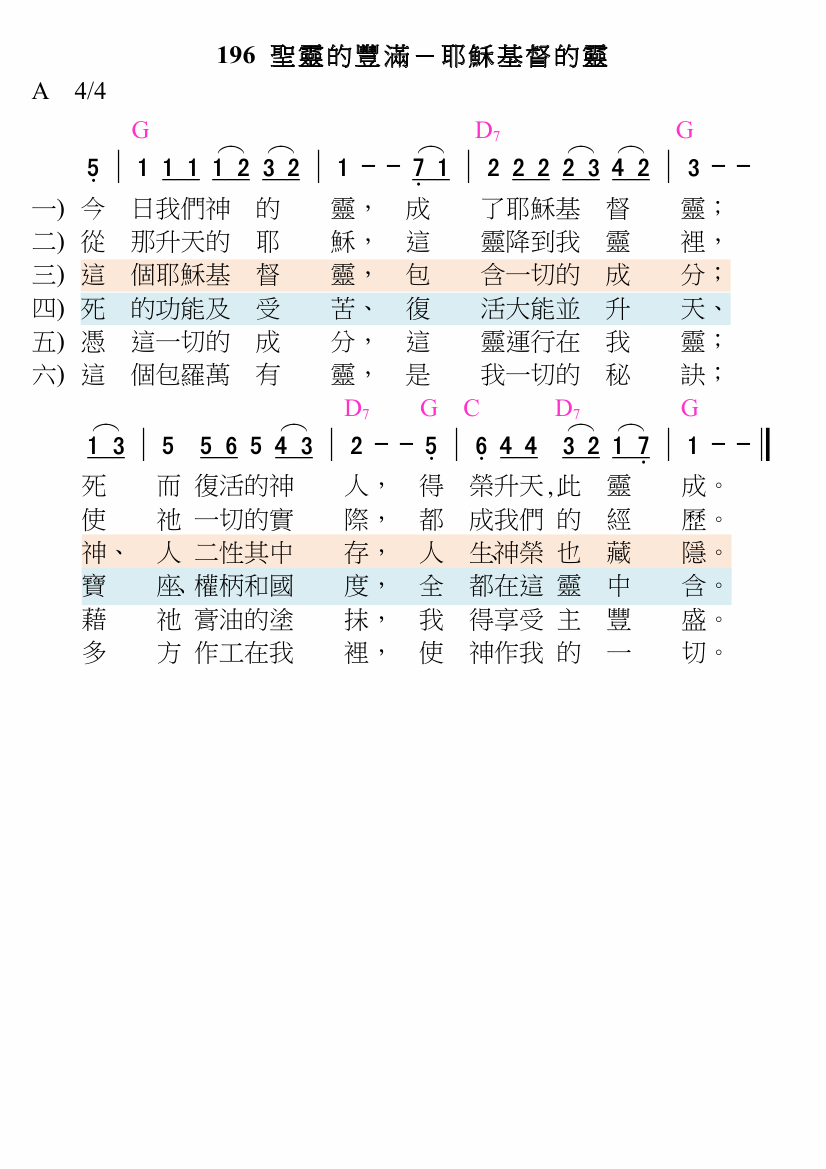 196 聖靈的豐滿－耶穌基督的靈
A 4/4
G D7 G
5 | 1 1 1 1 2 3 2 | 1 － － 7 1 | 2 2 2 2 3 4 2 | 3 － －
一) 今 日我們神 的 靈， 成 了耶穌基 督 靈；
二) 從 那升天的 耶 穌， 這 靈降到我 靈 裡，
三) 這 個耶穌基 督 靈， 包 含一切的 成 分；
四) 死 的功能及 受 苦、 復 活大能並 升 天、
五) 憑 這一切的 成 分， 這 靈運行在 我 靈；
六) 這 個包羅萬 有 靈， 是 我一切的 秘 訣；
D7 G C D7 G
1 3 | 5 5 6 5 4 3 | 2 － － 5 | 6 4 4 3 2 1 7 | 1 － － ‖
死 而 復活的神 人， 得 榮升天,此 靈 成。
使 祂 一切的實 際， 都 成我們 的 經 歷。
神、 人 二性其中 存， 人 生、神榮 也 藏 隱。
寶 座、權柄和國 度， 全 都在這 靈 中 含。
藉 祂 膏油的塗 抹， 我 得享受 主 豐 盛。
多 方 作工在我 裡， 使 神作我 的 一 切。